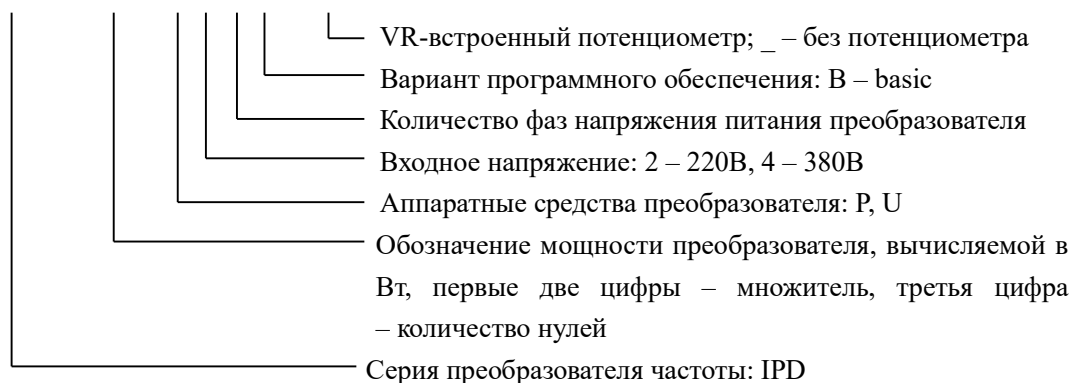 VR-встроенный потенциометр; _ – без потенциометра
Вариант программного обеспечения: B – basic
Количество фаз напряжения питания преобразователя
Входное напряжение: 2 – 220В, 4 – 380В
Аппаратные средства преобразователя: P, U
Обозначение мощности преобразователя, вычисляемой в
Вт, первые две цифры – множитель, третья цифра
– количество нулей
Серия преобразователя частоты: IPD